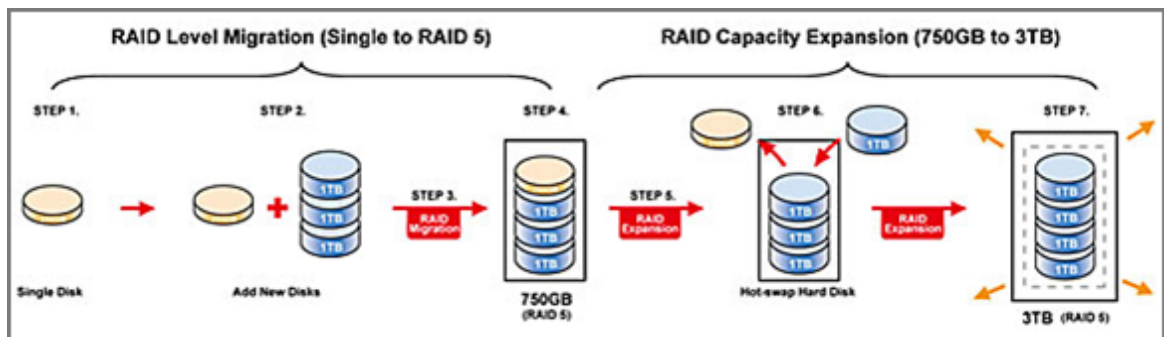 RAID Level Migration (Single to RAID 5)
RAID Capacity Expansion (750GB to 3TB)
STEP 1.
STEP 2.
STEP 4.
STEP 6.
STEP 7.
1TB
1TB
1TB
1TB
STEP 3.
RAID
Migration
1TB
1TB
1TB
STEP 5.
RAID
Expansion
1TB
1TB
1TB
RAID
Expansion
1TB
1TB
1TB
1TB
Single Disk
Add New Disks
750GB
(RAID 5)
Hot-swap Hard Disk
3TB (RAID 5)